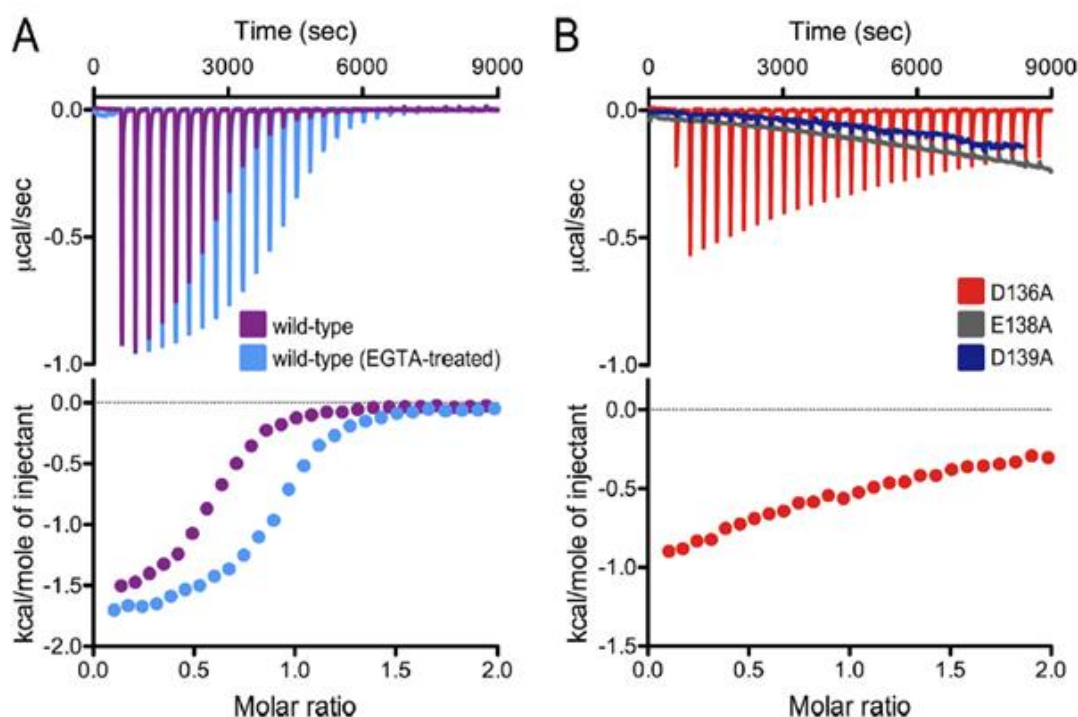 A
Time (sec)
0 3000 6000 9000
0.0
-0.5
-1.0
μcal/sec
wild-type
wild-type (EGTA-treated)
0.0
-0.5
-1.0
-1.5
-2.0
kcal/mole of injectant
0.0 0.5 1.0 1.5 2.0
Molar ratio
B
Time (sec)
0 3000 6000 9000
0.0
-0.5
-1.0
μcal/sec
D136A
E138A
D139A
0.0
-0.5
-1.0
-1.5
kcal/mole of injectant
0.0 0.5 1.0 1.5 2.0
Molar ratio